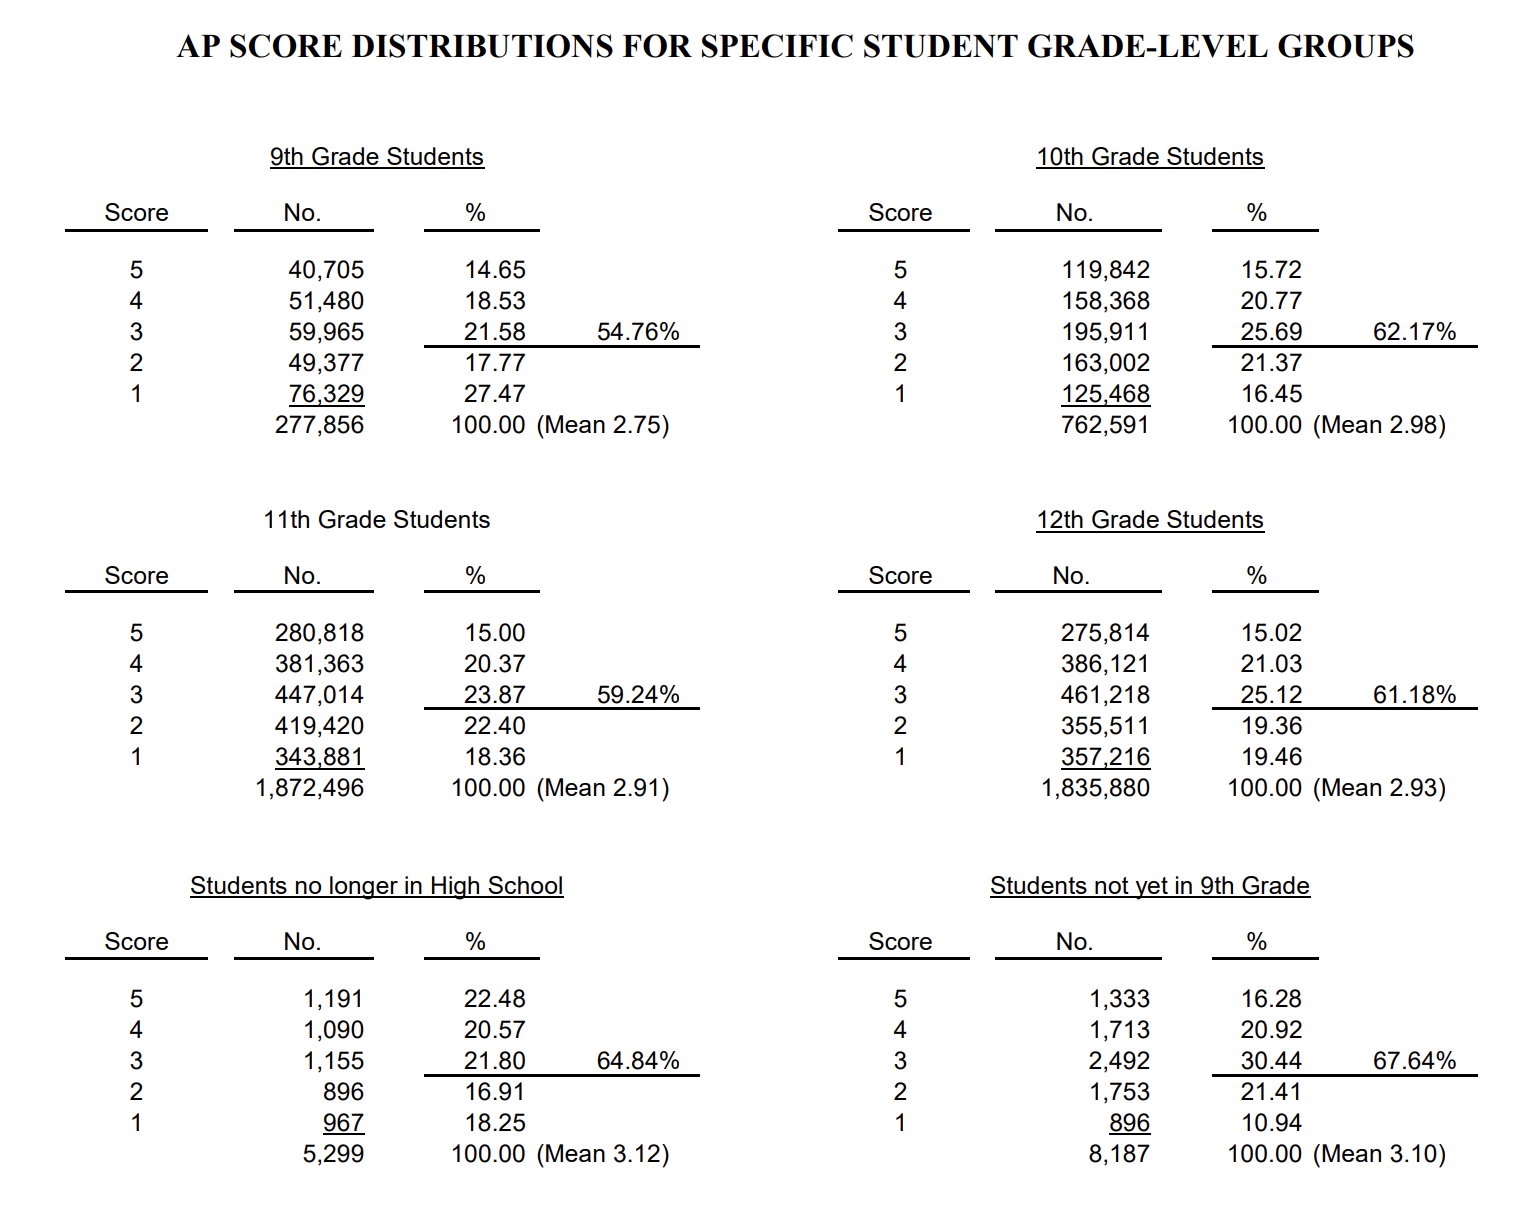 AP SCORE DISTRIBUTIONS FOR SPECIFIC STUDENT GRADE-LEVEL GROUPS
9th Grade Students
Score No. %
5 40,705 14.65
4 51,480 18.53
3 59,965 21.58 54.76%
2 49,377 17.77
1 76,329 27.47
277,856 100.00 (Mean 2.75)
10th Grade Students
Score No. %
5 119,842 15.72
4 158,368 20.77
3 195,911 25.69 62.17%
2 163,002 21.37
1 125,468 16.45
762,591 100.00 (Mean 2.98)
11th Grade Students
Score No. %
5 280,818 15.00
4 381,363 20.37
3 447,014 23.87 59.24%
2 419,420 22.40
1 343,881 18.36
1,872,496 100.00 (Mean 2.91)
12th Grade Students
Score No. %
5 275,814 15.02
4 386,121 21.03
3 461,218 25.12 61.18%
2 355,511 19.36
1 357,216 19.46
1,835,880 100.00 (Mean 2.93)
Students no longer in High School
Score No. %
5 1,191 22.48
4 1,090 20.57
3 1,155 21.80 64.84%
2 896 16.91
1 967 18.25
5,299 100.00 (Mean 3.12)
Students not yet in 9th Grade
Score No. %
5 1,333 16.28
4 1,713 20.92
3 2,492 30.44 67.64%
2 1,753 21.41
1 896 10.94
8,187 100.00 (Mean 3.10)